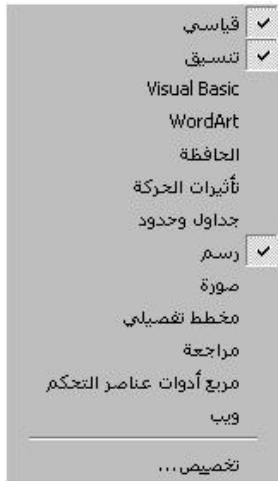 قياسي
تنسيق
Visual Basic
WordArt
الحافظة
تأثيرات الحركة
جداول وحدود
رسم
صورة
مخطط تفصيلي
مراجعة
مربع أدوات عناصر التحكم
ويب
تخصيص...